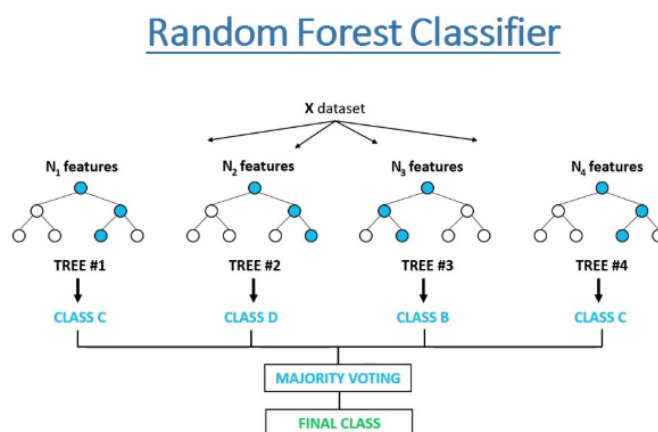 Random Forest Classifier
X dataset
N₁ features N₂ features N₃ features N₄ features
TREE #1 TREE #2 TREE #3 TREE #4
CLASS C CLASS D CLASS B CLASS C
MAJORITY VOTING
FINAL CLASS